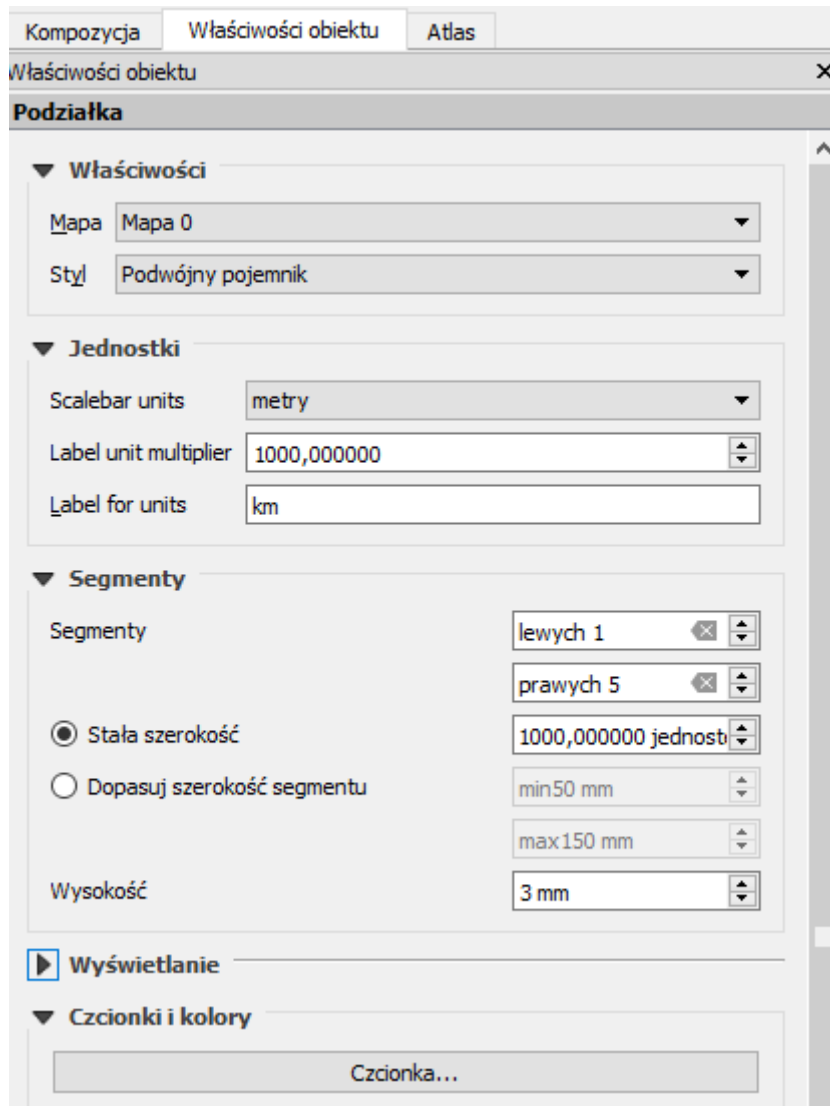 Kompozycja Właściwości obiektu Atlas
Właściwości obiektu
Podziałka
Właściwości
Mapa Mapa 0
Styl Podwójny pojemnik
Jednostki
Scalebar units metry
Label unit multiplier 1000,000000
Label for units km
Segmenty
Segmenty lewych 1
prawych 5
Stała szerokość 1000,000000 jednoste
Dopasuj szerokość segmentu min50 mm
max150 mm
Wysokość 3 mm
Wyświetlanie
Czcionki i kolory
Czcionka...